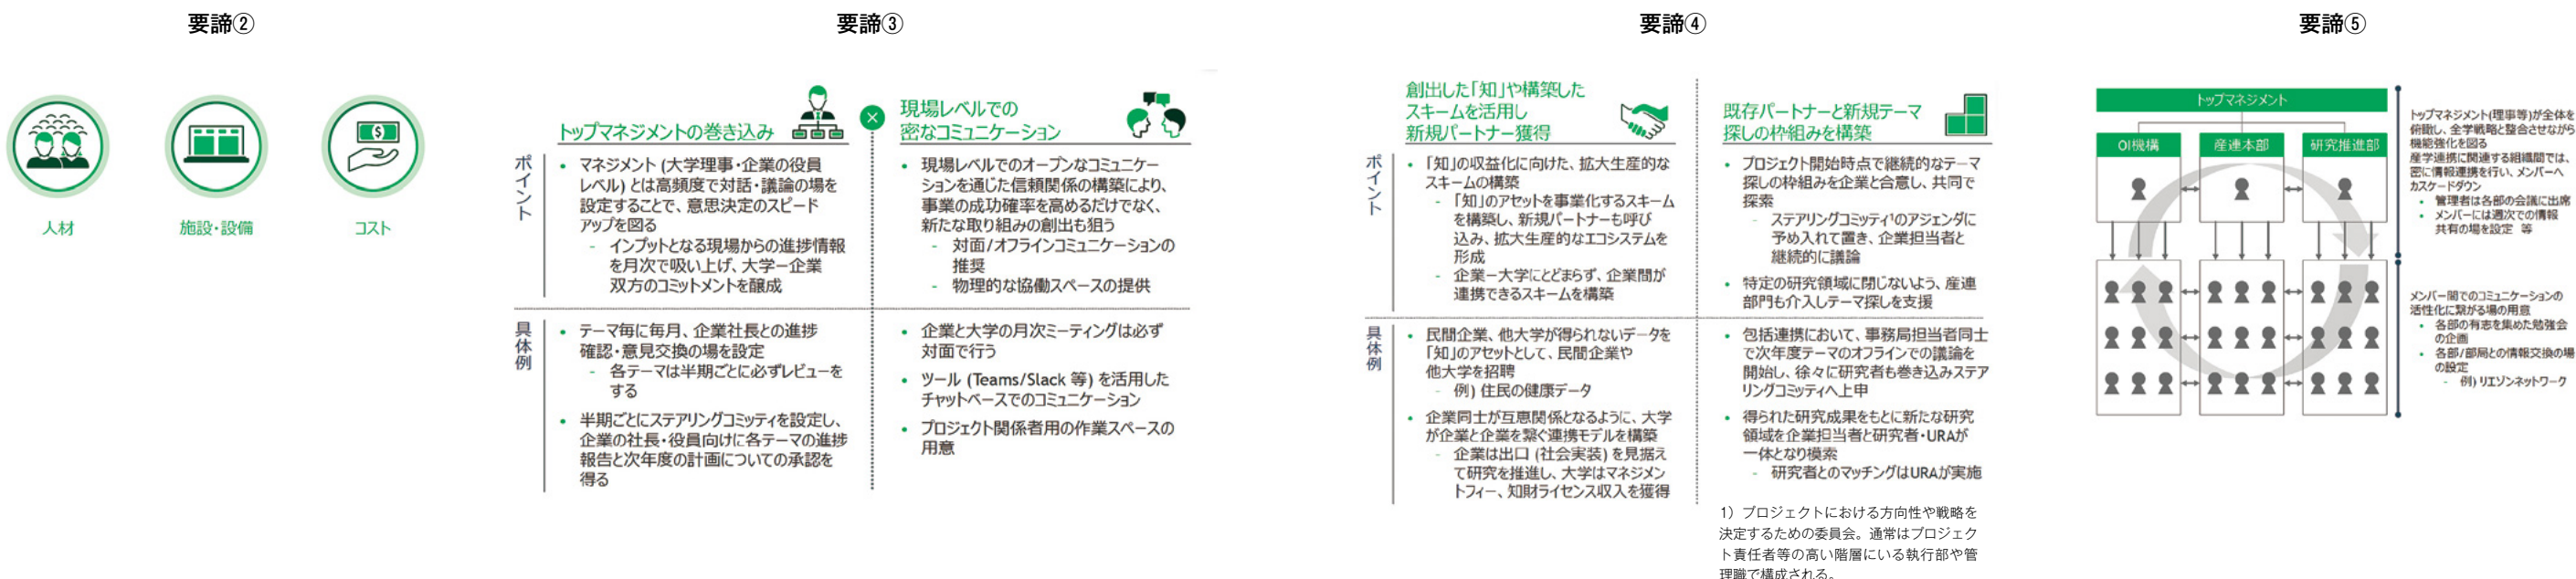 要諦②
人材
施設・設備
コスト
要諦③
トップマネジメントの巻き込み
×
現場レベルでの
密なコミュニケーション
ポイント
• マネジメント (大学理事・企業の役員
レベル) とは高頻度で対話・議論の場を
設定することで、意思決定のスピード
アップを図る
- インプットとなる現場からの進捗情報
を月次で吸い上げ、大学ー企業
双方のコミットメントを醸成
• 現場レベルでのオープンなコミュニケー
ションを通じた信頼関係の構築により、
事業の成功確率を高めるだけでなく、
新たな取り組みの創出も狙う
- 対面/オフラインコミュニケーションの
推奨
- 物理的な協働スペースの提供
具体例
• テーマ毎に毎月、企業社長との進捗
確認・意見交換の場を設定
- 各テーマは半期ごとに必ずレビューを
する
• 半期ごとにステアリングコミッティを設定し、
企業の社長・役員向けに各テーマの進捗
報告と次年度の計画についての承認を
得る
• 企業と大学の月次ミーティングは必ず
対面で行う
• ツール (Teams/Slack 等) を活用した
チャットベースでのコミュニケーション
• プロジェクト関係者用の作業スペースの
用意
要諦④
創出した「知」や構築した
スキームを活用し
新規パートナー獲得
既存パートナーと新規テーマ
探しの枠組みを構築
ポイント
• 「知」の収益化に向けた、拡大生産的な
スキームの構築
- 「知」のアセットを事業化するスキーム
を構築し、新規パートナーも呼び
込み、拡大生産的なエコシステムを
形成
- 企業ー大学にとどまらず、企業間が
連携できるスキームを構築
• プロジェクト開始時点で継続的なテーマ
探しの枠組みを企業と合意し、共同で
探索
- ステアリングコミッティ¹のアジェンダに
予め入れて置き、企業担当者と
継続的に議論
• 特定の研究領域に閉じないよう、産連
部門も介入しテーマ探しを支援
具体例
• 民間企業、他大学が得られないデータを
「知」のアセットとして、民間企業や
他大学を招聘
- 例) 住民の健康データ
• 企業同士が互恵関係となるように、大学
が企業と企業を繋ぐ連携モデルを構築
- 企業は出口 (社会実装) を見据え
て研究を推進し、大学はマネジメン
トフィー、知財ライセンス収入を獲得
• 包括連携において、事務局担当者同士
で次年度テーマのオフラインでの議論を
開始し、徐々に研究者も巻き込みステア
リングコミッティへ上申
• 得られた研究成果をもとに新たな研究
領域を企業担当者と研究者・URAが
一体となり模索
- 研究者とのマッチングはURAが実施
1）プロジェクトにおける方向性や戦略を
決定するための委員会。通常はプロジェク
ト責任者等の高い階層にいる執行部や管
理職で構成される。
要諦⑤
トップマネジメント
OI機構
産連本部
研究推進部
トップマネジメント(理事等)が全体を
俯瞰し、全学戦略と整合させながら
機能強化を図る
産学連携に関連する組織間では、
密に情報連携を行い、メンバーへ
カスケードダウン
• 管理者は各部の会議に出席
• メンバーには週次での情報
共有の場を設定 等
メンバー間でのコミュニケーションの
活性化に繋がる場の用意
• 各部の有志を集めた勉強会
の企画
• 各部/部局との情報交換の場
の設定
- 例) リエゾンネットワーク